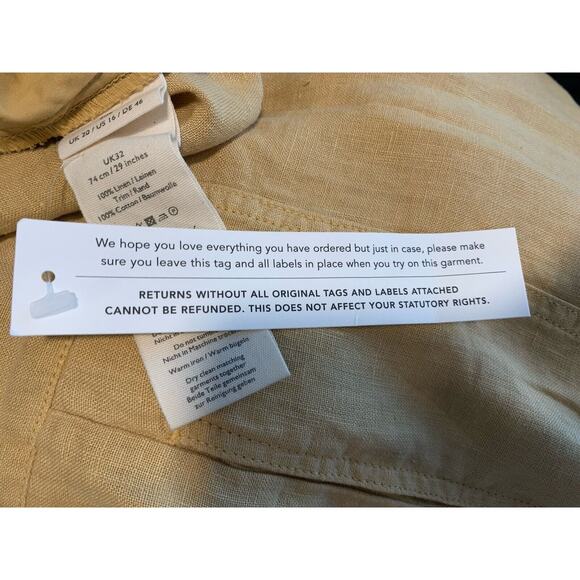 UK 20 / US 16 / DE 46
UK32
74 cm / 29 inches
100% Linen / Leinen
Trim / Rand
100% Cotton / Baumwolle
We hope you love everything you have ordered but just in case, please make
sure you leave this tag and all labels in place when you try on this garment.
RETURNS WITHOUT ALL ORIGINAL TAGS AND LABELS ATTACHED
CANNOT BE REFUNDED. THIS DOES NOT AFFECT YOUR STATUTORY RIGHTS.
Do not tumble
Nicht in Maschine trocknen
Warm iron / Warm bügeln
Dry clean matching
garments together
Beide Teile gemeinsam
zur Reinigung geben